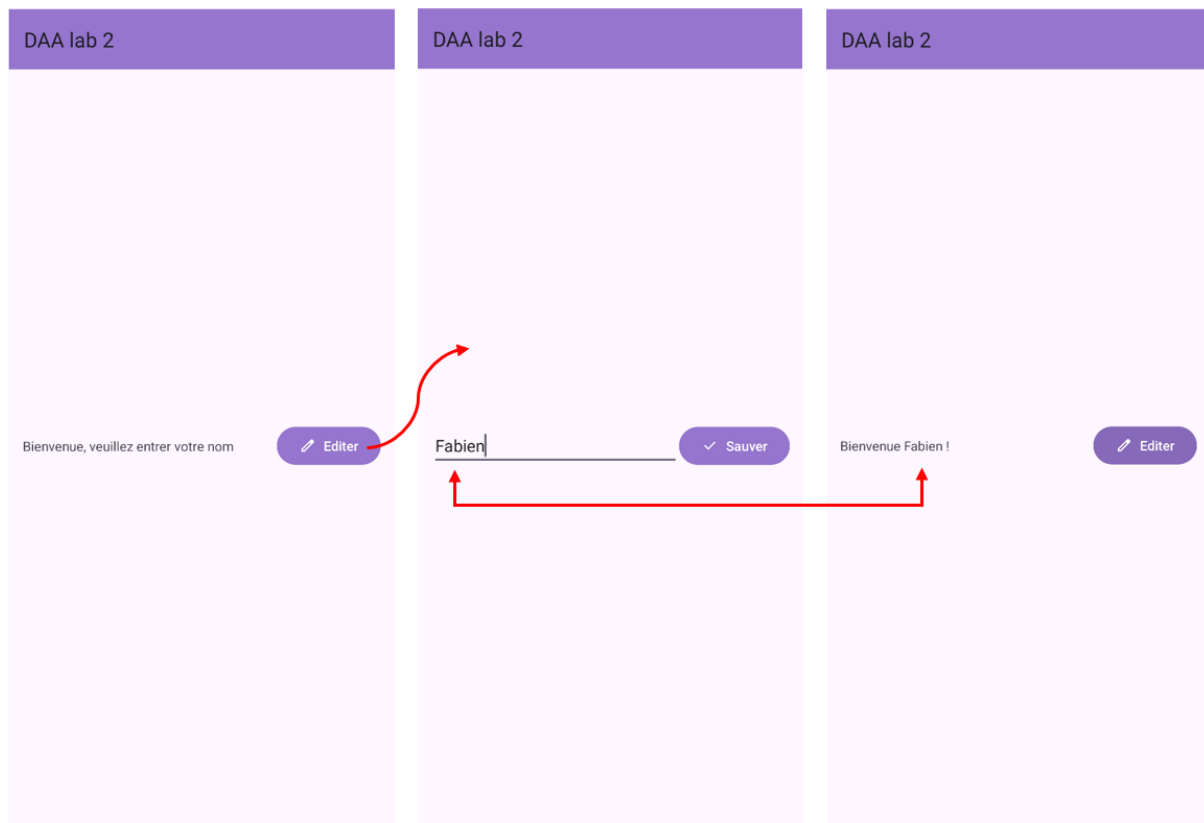 DAA lab 2
Bienvenue, veuillez entrer votre nom
Editer
DAA lab 2
Fabien
Sauver
DAA lab 2
Bienvenue Fabien !
Editer